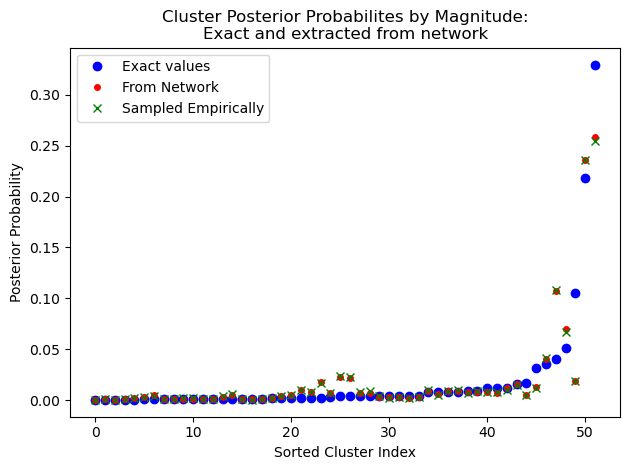 Cluster Posterior Probabilites by Magnitude:
Exact and extracted from network
Exact values
From Network
Sampled Empirically
Posterior Probability
0.30
0.25
0.20
0.15
0.10
0.05
0.00
0 10 20 30 40 50
Sorted Cluster Index